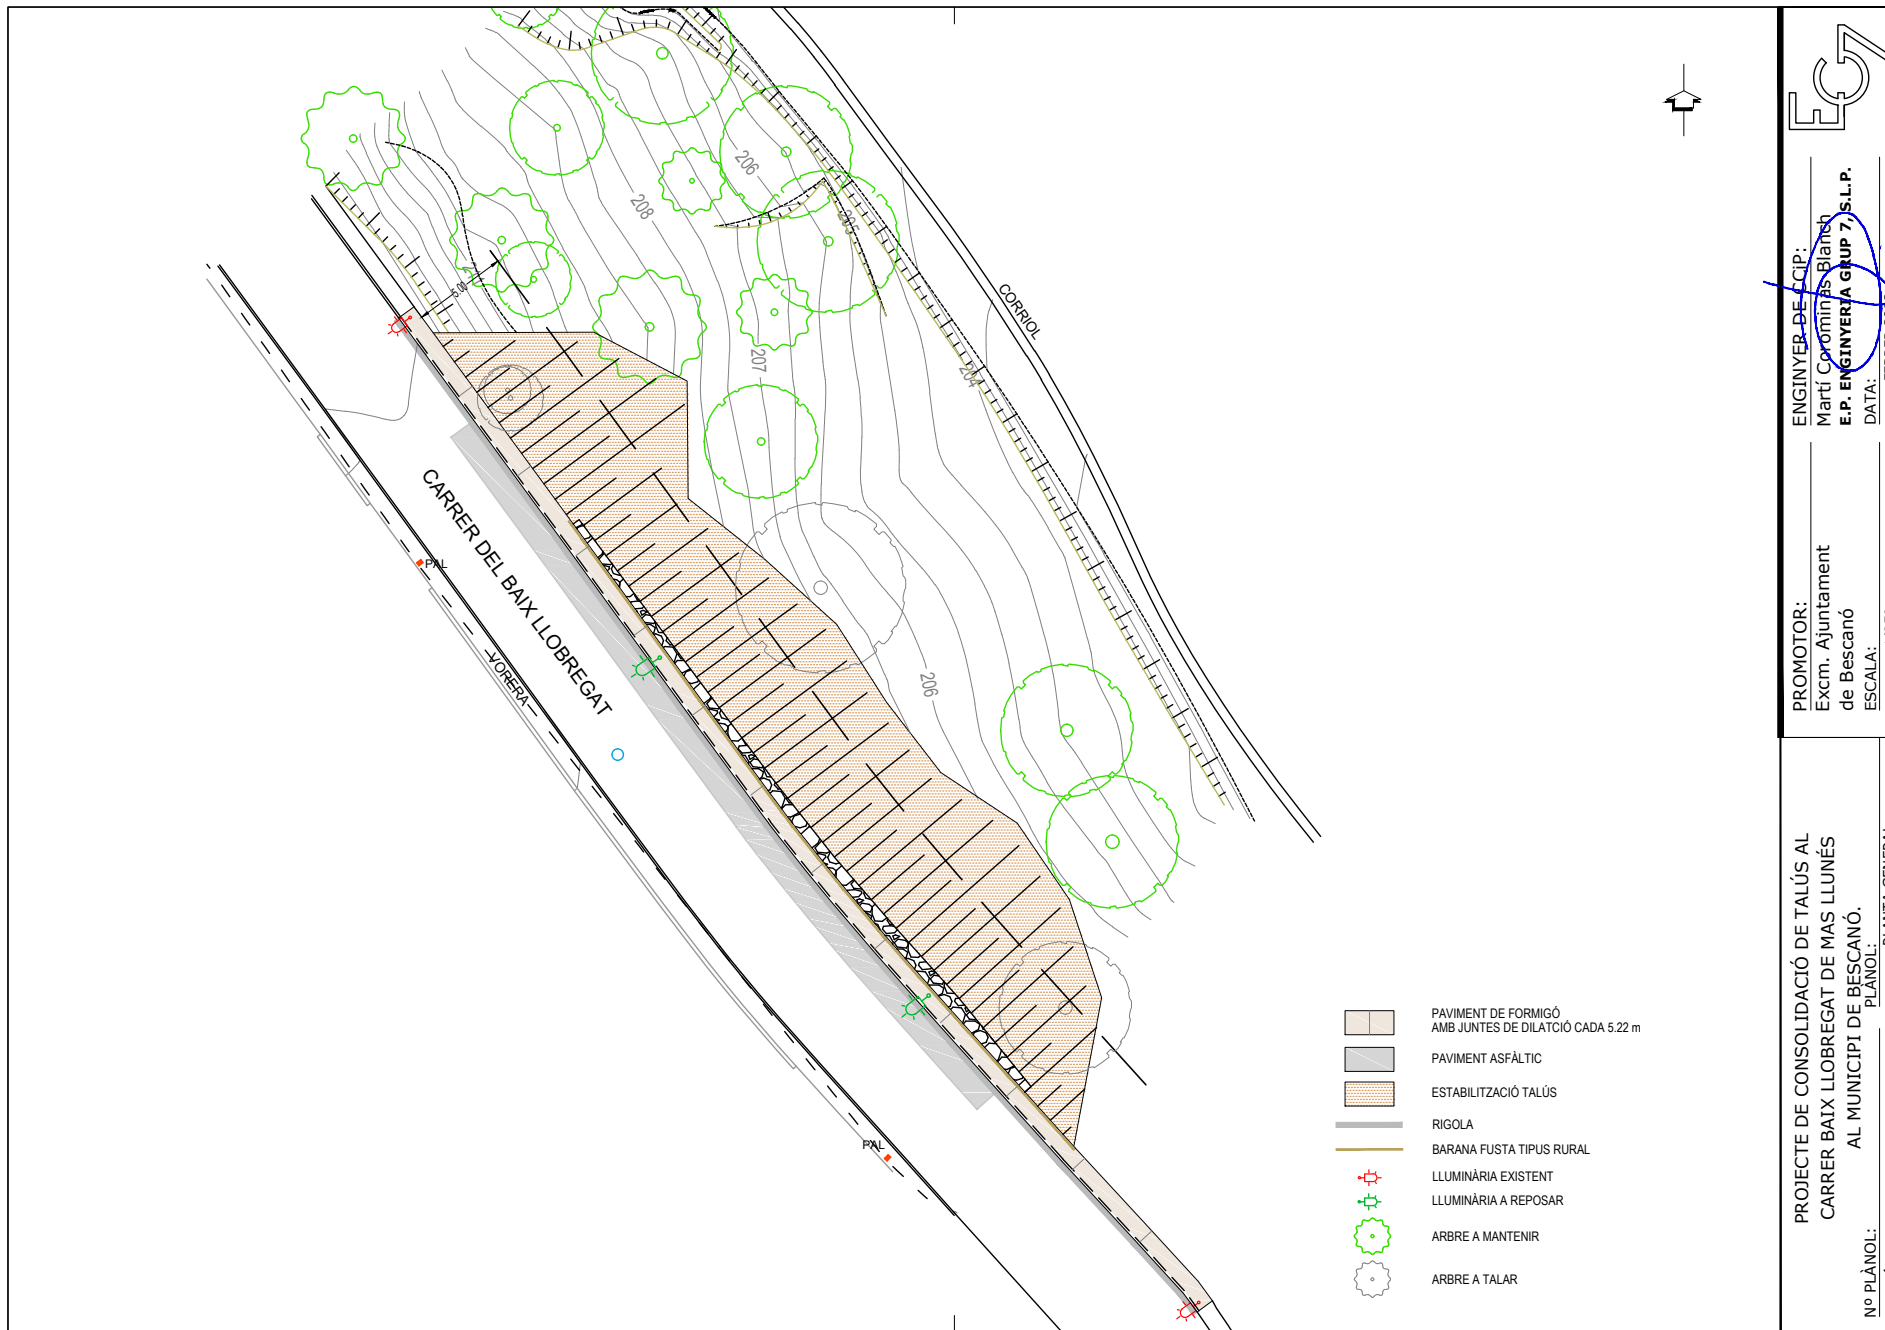 206
208
205
211
5.00
CORRIOL
207
204
CARRER DEL BAIX LLOBREGAT
PAL
VORERA
206
PAL
PAVIMENT DE FORMIGÓ
AMB JUNTES DE DILATCIÓ CADA 5.22 m
PAVIMENT ASFÀLTIC
ESTABILITZACIÓ TALÚS
RIGOLA
BARANA FUSTA TIPUS RURAL
LLUMINÀRIA EXISTENT
LLUMINÀRIA A REPOSAR
ARBRE A MANTENIR
ARBRE A TALAR
EG7
ENGINYER DE CCiP:
Martí Corominas Blanch
E.P. ENGINYERIA GRUP 7, S.L.P.
DATA:
PROMOTOR:
Excm. Ajuntament
de Bescanó
ESCALA:
PROJECTE DE CONSOLIDACIÓ DE TALÚS AL
CARRER BAIX LLOBREGAT DE MAS LLUNÉS
AL MUNICIPI DE BESCANÓ.
PLÀNOL:
Nº PLÀNOL: